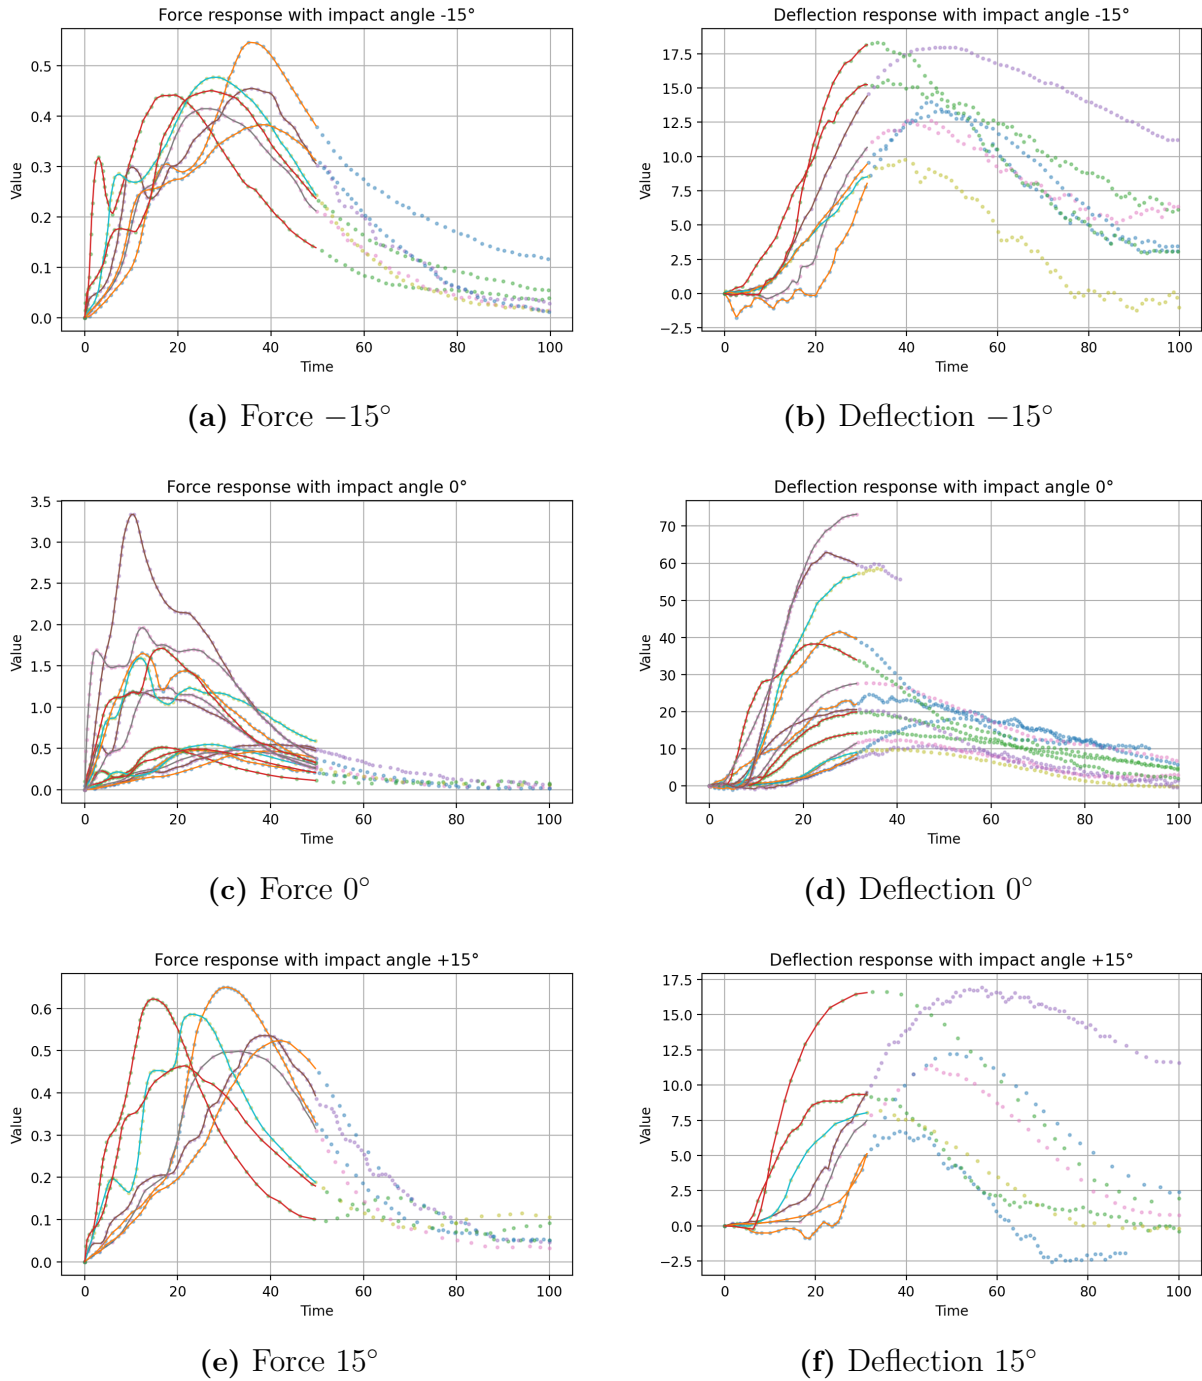 Force response with impact angle -15°
Value
0.5
0.4
0.3
0.2
0.1
0.0
0 20 40 60 80 100
Time
(a) Force −15°
Deflection response with impact angle -15°
Value
17.5
15.0
12.5
10.0
7.5
5.0
2.5
0.0
−2.5
0 20 40 60 80 100
Time
(b) Deflection −15°
Force response with impact angle 0°
Value
3.5
3.0
2.5
2.0
1.5
1.0
0.5
0.0
0 20 40 60 80 100
Time
(c) Force 0°
Deflection response with impact angle 0°
Value
70
60
50
40
30
20
10
0
0 20 40 60 80 100
Time
(d) Deflection 0°
Force response with impact angle +15°
Value
0.6
0.5
0.4
0.3
0.2
0.1
0.0
0 20 40 60 80 100
Time
(e) Force 15°
Deflection response with impact angle +15°
Value
17.5
15.0
12.5
10.0
7.5
5.0
2.5
0.0
−2.5
0 20 40 60 80 100
Time
(f) Deflection 15°